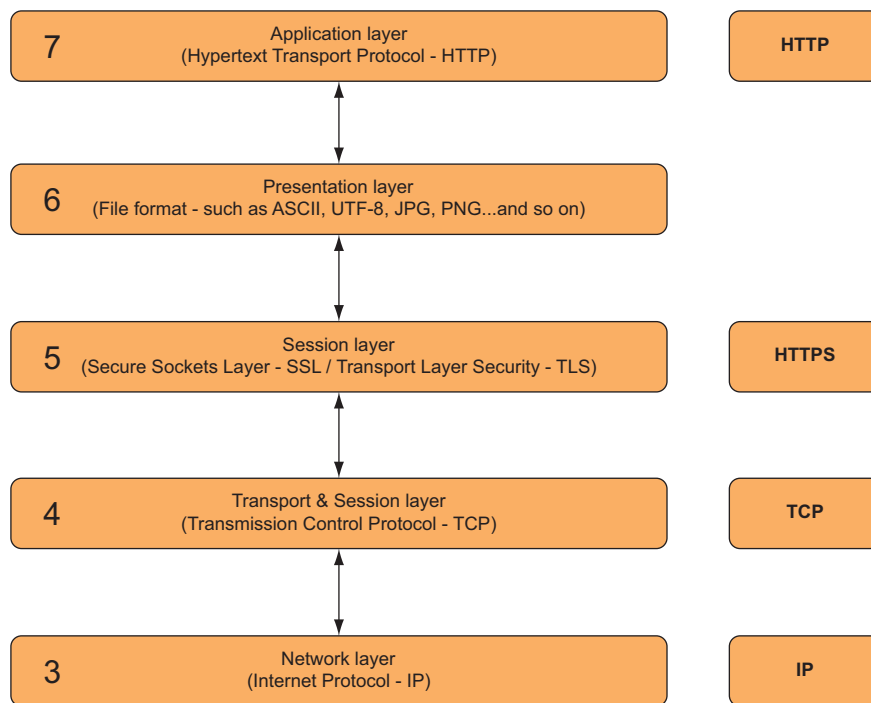 7
Application layer
(Hypertext Transport Protocol - HTTP)
HTTP
6
Presentation layer
(File format - such as ASCII, UTF-8, JPG, PNG...and so on)
5
Session layer
(Secure Sockets Layer - SSL / Transport Layer Security - TLS)
HTTPS
4
Transport & Session layer
(Transmission Control Protocol - TCP)
TCP
3
Network layer
(Internet Protocol - IP)
IP